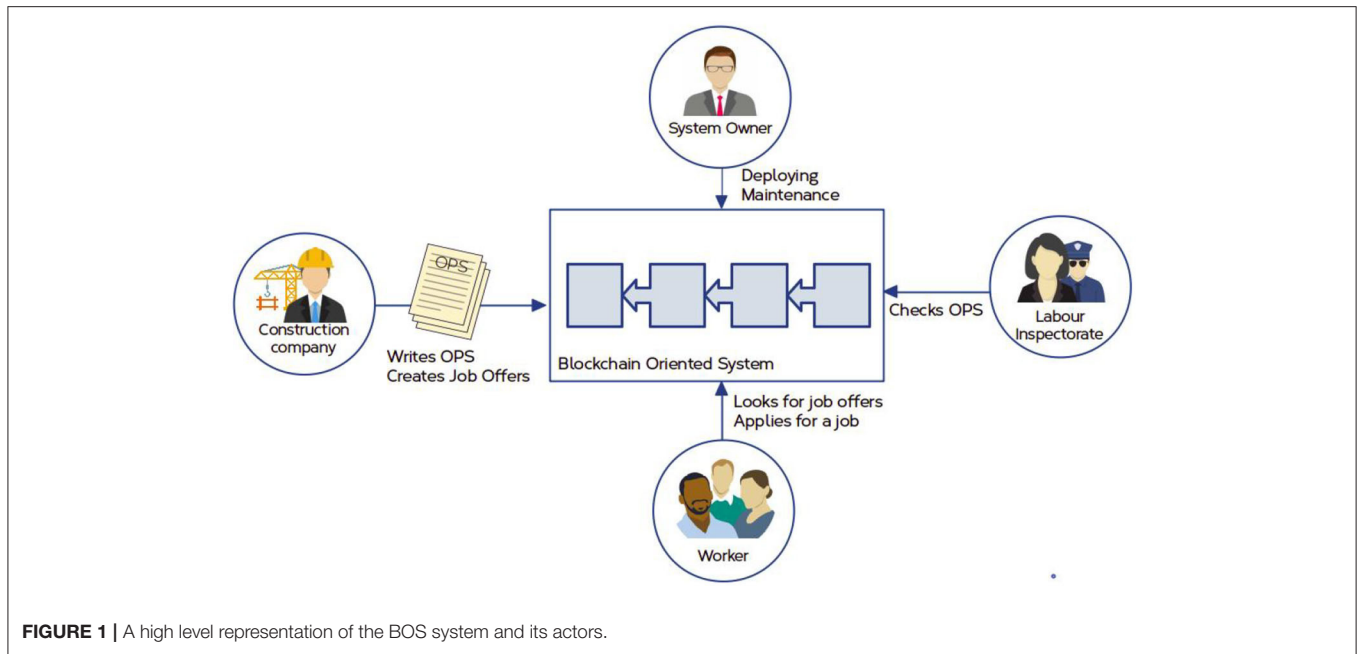 System Owner
Deploying
Maintenance
OPS
Construction
company
Writes OPS
Creates Job Offers
Blockchain Oriented System
Checks OPS
Labour
Inspectorate
Looks for job offers
Applies for a job
Worker
FIGURE 1 | A high level representation of the BOS system and its actors.